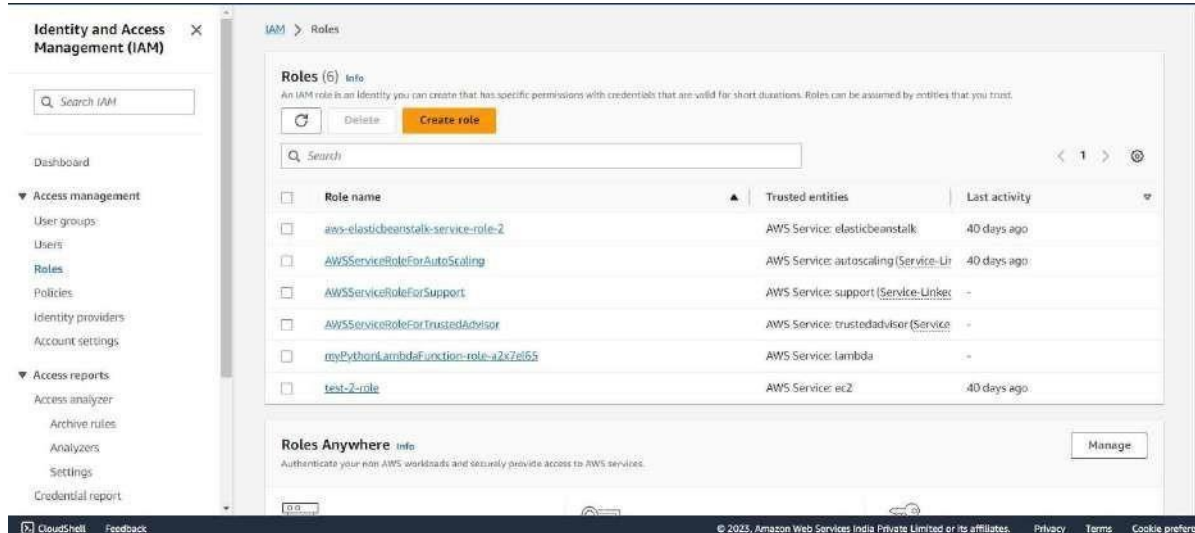 Identity and Access Management (IAM)
Search IAM
Dashboard
Access management
User groups
Users
Roles
Policies
Identity providers
Account settings
Access reports
Access analyzer
Archive rules
Analyzers
Settings
Credential report
IAM > Roles
Roles (6) Info
An IAM role is an identity you can create that has specific permissions with credentials that are valid for short durations. Roles can be assumed by entities that you trust.
Delete Create role
Search
1
Role name Trusted entities Last activity
aws-elasticbeanstalk-service-role-2 AWS Service: elasticbeanstalk 40 days ago
AWSServiceRoleForAutoScaling AWS Service: autoscaling (Service-Lir 40 days ago
AWSServiceRoleForSupport AWS Service: support (Service-Linkec -
AWSServiceRoleForTrustedAdvisor AWS Service: trustedadvisor (Service -
myPythonLambdaFunction-role-a2x7el65 AWS Service: lambda -
test-2-role AWS Service: ec2 40 days ago
Roles Anywhere Info
Manage
Authenticate your non AWS workloads and securely provide access to AWS services.
CloudShell Feedback © 2023, Amazon Web Services India Private Limited or its affiliates. Privacy Terms Cookie prefere